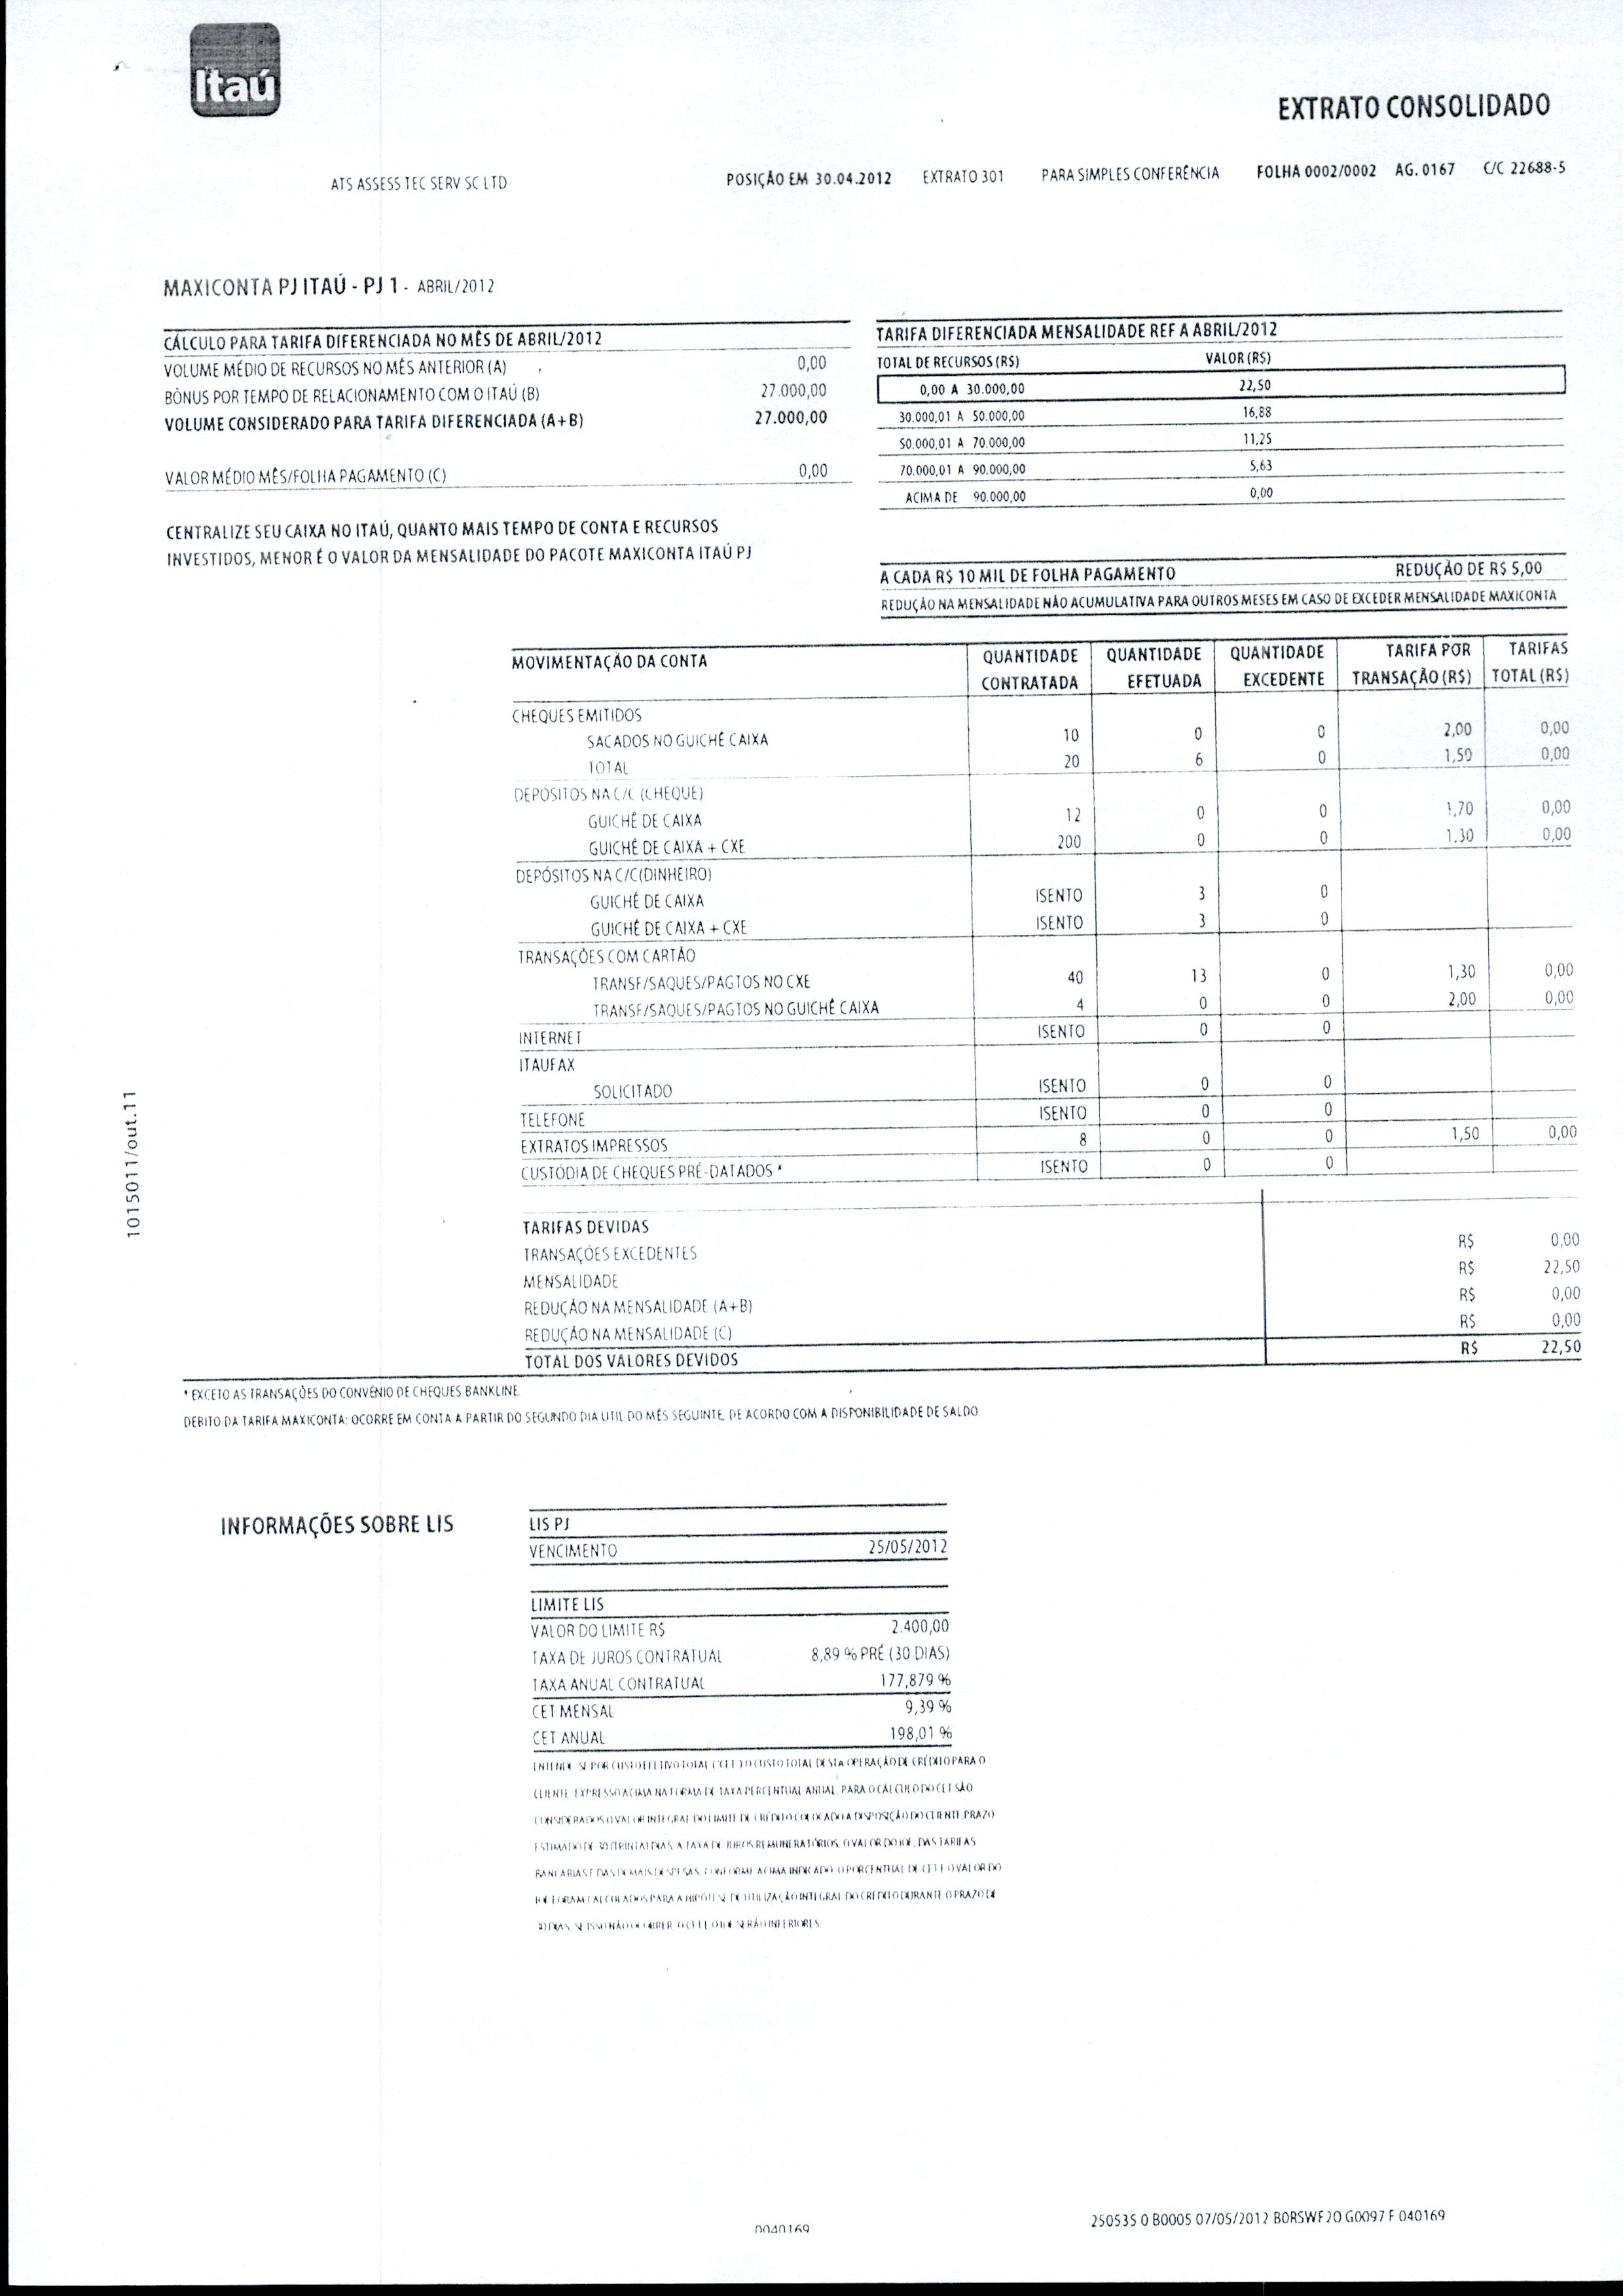 Itaú
EXTRATO CONSOLIDADO
ATS ASSESS TEC SERV SC LTD POSIÇÃO EM 30.04.2012 EXTRATO 301 PARA SIMPLES CONFERÊNCIA FOLHA 0002/0002 AG. 0167 C/C 22688-5
MAXICONTA PJ ITAÚ - PJ 1 - ABRIL/2012
CÁLCULO PARA TARIFA DIFERENCIADA NO MÊS DE ABRIL/2012
VOLUME MÉDIO DE RECURSOS NO MÊS ANTERIOR (A) 0,00
BÔNUS POR TEMPO DE RELACIONAMENTO COM O ITAÚ (B) 27.000,00
VOLUME CONSIDERADO PARA TARIFA DIFERENCIADA (A+B) 27.000,00
VALOR MÉDIO MÊS/FOLHA PAGAMENTO (C) 0,00
CENTRALIZE SEU CAIXA NO ITAÚ, QUANTO MAIS TEMPO DE CONTA E RECURSOS
INVESTIDOS, MENOR É O VALOR DA MENSALIDADE DO PACOTE MAXICONTA ITAÚ PJ
TARIFA DIFERENCIADA MENSALIDADE REF A ABRIL/2012
TOTAL DE RECURSOS (R$) VALOR (R$)
0,00 A 30.000,00 22,50
30.000,01 A 50.000,00 16,88
50.000,01 A 70.000,00 11,25
70.000,01 A 90.000,00 5,63
ACIMA DE 90.000,00 0,00
A CADA R$ 10 MIL DE FOLHA PAGAMENTO REDUÇÃO DE R$ 5,00
REDUÇÃO NA MENSALIDADE NÃO ACUMULATIVA PARA OUTROS MESES EM CASO DE EXCEDER MENSALIDADE MAXICONTA
MOVIMENTAÇÃO DA CONTA QUANTIDADE QUANTIDADE QUANTIDADE TARIFA POR TARIFAS
CONTRATADA EFETUADA EXCEDENTE TRANSAÇÃO (R$) TOTAL (R$)
CHEQUES EMITIDOS
SACADOS NO GUICHÊ CAIXA 10 0 0 2,00 0,00
TOTAL 20 6 0 1,50 0,00
DEPÓSITOS NA C/C (CHEQUE)
GUICHÊ DE CAIXA 12 0 0 1,70 0,00
GUICHÊ DE CAIXA + CXE 200 0 0 1,30 0,00
DEPÓSITOS NA C/C(DINHEIRO)
GUICHÊ DE CAIXA ISENTO 3 0
GUICHÊ DE CAIXA + CXE ISENTO 3 0
TRANSAÇÕES COM CARTÃO
TRANSF/SAQUES/PAGTOS NO CXE 40 13 0 1,30 0,00
TRANSF/SAQUES/PAGTOS NO GUICHÊ CAIXA 4 0 0 2,00 0,00
INTERNET ISENTO 0 0
ITAUFAX
SOLICITADO ISENTO 0 0
TELEFONE ISENTO 0 0
EXTRATOS IMPRESSOS 8 0 0 1,50 0,00
CUSTÓDIA DE CHEQUES PRÉ-DATADOS * ISENTO 0 0
TARIFAS DEVIDAS
TRANSAÇÕES EXCEDENTES R$ 0,00
MENSALIDADE R$ 22,50
REDUÇÃO NA MENSALIDADE (A+B) R$ 0,00
REDUÇÃO NA MENSALIDADE (C) R$ 0,00
TOTAL DOS VALORES DEVIDOS R$ 22,50
* EXCETO AS TRANSAÇÕES DO CONVÊNIO DE CHEQUES BANKLINE.
DEBITO DA TARIFA MAXICONTA: OCORRE EM CONTA A PARTIR DO SEGUNDO DIA UTIL DO MÊS SEGUINTE, DE ACORDO COM A DISPONIBILIDADE DE SALDO.
1015011/out.11
INFORMAÇÕES SOBRE LIS
LIS PJ
VENCIMENTO 25/05/2012
LIMITE LIS
VALOR DO LIMITE R$ 2.400,00
TAXA DE JUROS CONTRATUAL 8,89 % PRÉ (30 DIAS)
TAXA ANUAL CONTRATUAL 177,879 %
CET MENSAL 9,39 %
CET ANUAL 198,01 %
ENTENDE-SE POR CUSTO EFETIVO TOTAL ("CET") O CUSTO TOTAL DESTA OPERAÇÃO DE CRÉDITO PARA O
CLIENTE, EXPRESSO ACIMA NA FORMA DE TAXA PERCENTUAL ANUAL. PARA O CÁLCULO DO CET SÃO
CONSIDERADOS O VALOR INTEGRAL DO LIMITE DE CRÉDITO COLOCADO A DISPOSIÇÃO DO CLIENTE, PRAZO
ESTIMADO DE 30 (TRINTA) DIAS, A TAXA DE JUROS REMUNERATÓRIOS, O VALOR DO IOF, DAS TARIFAS
BANCÁRIAS E DAS DEMAIS DESPESAS, CONFORME ACIMA INDICADO. O PORCENTUAL DE CET E O VALOR DO
IOF FORAM CALCULADOS PARA A HIPÓTESE DE UTILIZAÇÃO INTEGRAL DO CRÉDITO DURANTE O PRAZO DE
30 DIAS. SE ISSO NÃO OCORRER, O CET E O IOF SERÃO INFERIORES.
0040169
25053S 0 B0005 07/05/2012 B0RSWF20 G0097 F 040169